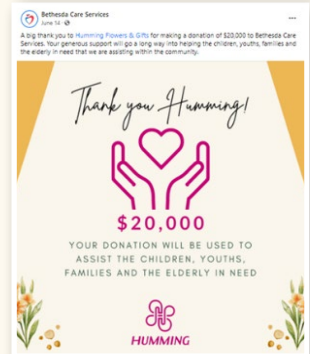 Bethesda Care Services
June 14
A big thank you to Humming Flowers & Gifts for making a donation of $20,000 to Bethesda Care
Services. Your generous support will go a long way into helping the children, youths, families and
the elderly in need that we are assisting within the community.
Thank you Humming!
$20,000
YOUR DONATION WILL BE USED TO
ASSIST THE CHILDREN, YOUTHS,
FAMILIES AND THE ELDERLY IN NEED
HUMMING